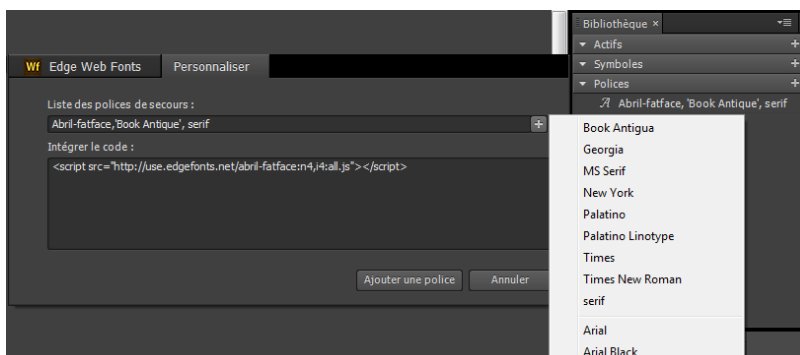 Bibliothèque ×
Actifs
Symboles
Polices
Abril-fatface, 'Book Antique', serif
Wf Edge Web Fonts
Personnaliser
Liste des polices de secours :
Abril-fatface,'Book Antique', serif
Intégrer le code :
<script src="http://use.edgefonts.net/abril-fatface:n4,i4:all.js"></script>
Ajouter une police
Annuler
Book Antigua
Georgia
MS Serif
New York
Palatino
Palatino Linotype
Times
Times New Roman
serif
Arial
Arial Black